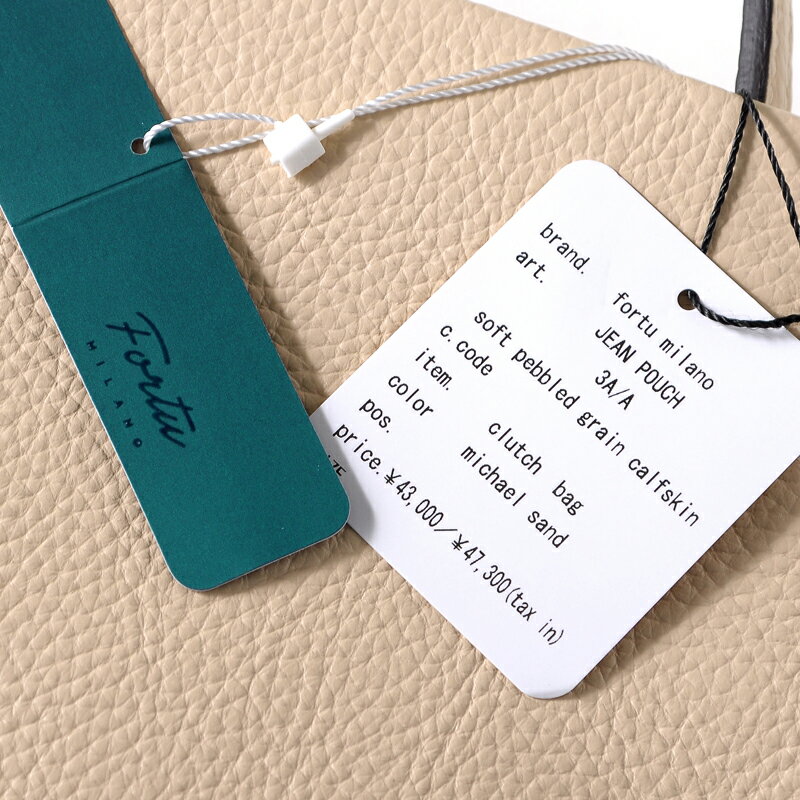 Fortu
MILANO
brand. fortu milano
art. JEAN POUCH
3A/A
soft pebbled grain calfskin
c.code
item. clutch bag
color michael sand
pos.
price. ¥43,000/¥47,300(tax in)